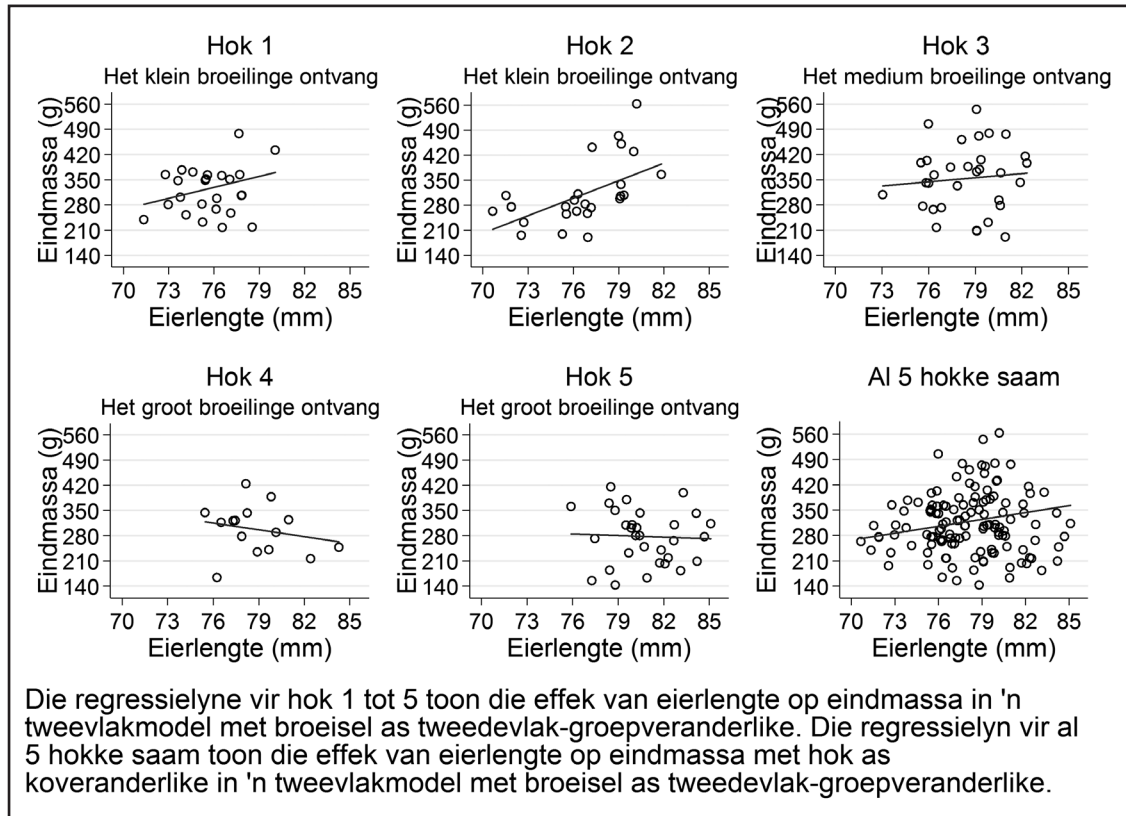 Hok 1
Het klein broeilinge ontvang
Eindmassa (g)
560
490
420
350
280
210
140
70 73 76 79 82 85
Eierlengte (mm)
Hok 2
Het klein broeilinge ontvang
Eindmassa (g)
560
490
420
350
280
210
140
70 73 76 79 82 85
Eierlengte (mm)
Hok 3
Het medium broeilinge ontvang
Eindmassa (g)
560
490
420
350
280
210
140
70 73 76 79 82 85
Eierlengte (mm)
Hok 4
Het groot broeilinge ontvang
Eindmassa (g)
560
490
420
350
280
210
140
70 73 76 79 82 85
Eierlengte (mm)
Hok 5
Het groot broeilinge ontvang
Eindmassa (g)
560
490
420
350
280
210
140
70 73 76 79 82 85
Eierlengte (mm)
Al 5 hokke saam
Eindmassa (g)
560
490
420
350
280
210
140
70 73 76 79 82 85
Eierlengte (mm)
Die regressielyne vir hok 1 tot 5 toon die effek van eierlengte op eindmassa in 'n
tweevlakmodel met broeisel as tweedevlak-groepveranderlike. Die regressielyn vir al
5 hokke saam toon die effek van eierlengte op eindmassa met hok as
koveranderlike in 'n tweevlakmodel met broeisel as tweedevlak-groepveranderlike.